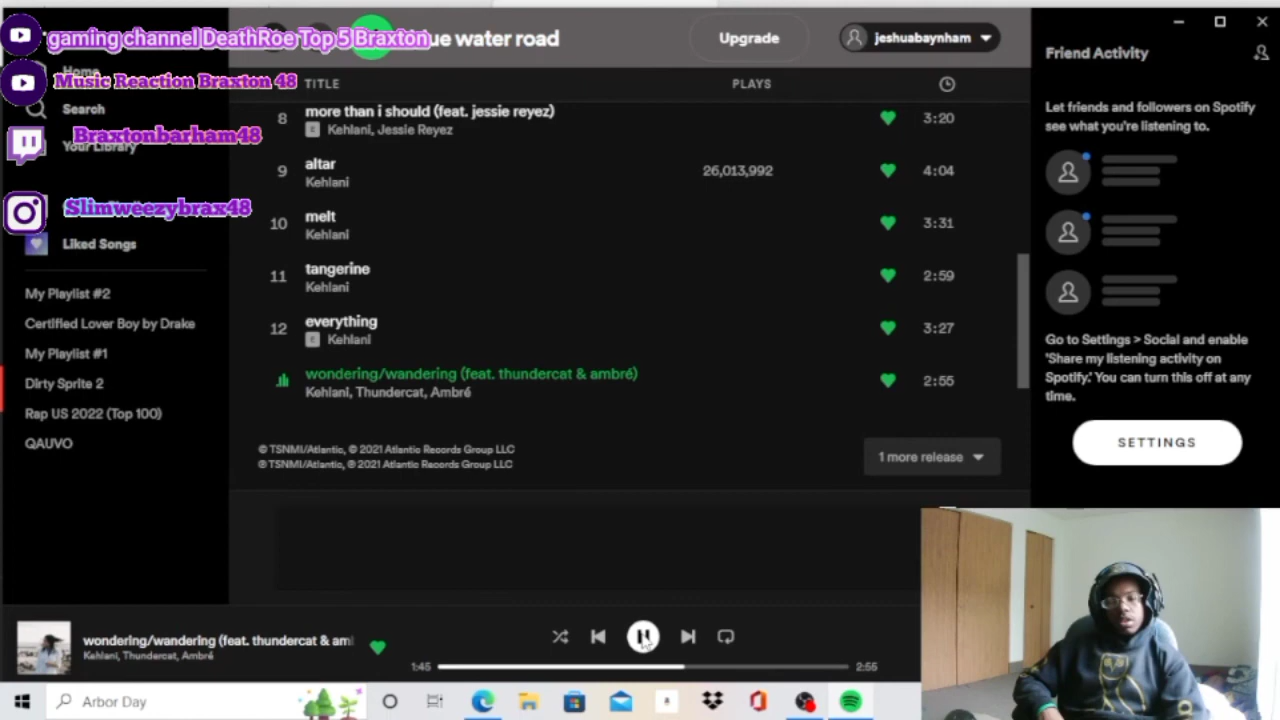 gaming channel DeathRoe Top 5 Braxton
ue water road
Upgrade
jeshuabaynham
Home
Music Reaction Braxton 48
Search
Braxtonbarham48
Your Library
Slimweezybrax48
Liked Songs
My Playlist #2
Certified Lover Boy by Drake
My Playlist #1
Dirty Sprite 2
Rap US 2022 (Top 100)
QAUVO
TITLE
PLAYS
8
more than i should (feat. jessie reyez)
3:20
E Kehlani, Jessie Reyez
9
altar
26,013,992
4:04
Kehlani
10
melt
3:31
Kehlani
11
tangerine
2:59
Kehlani
12
everything
3:27
E Kehlani
wondering/wandering (feat. thundercat & ambré)
2:55
Kehlani, Thundercat, Ambré
© TSNMI/Atlantic, © 2021 Atlantic Records Group LLC
℗ TSNMI/Atlantic, ℗ 2021 Atlantic Records Group LLC
1 more release
Friend Activity
Let friends and followers on Spotify
see what you're listening to.
Go to Settings > Social and enable
'Share my listening activity on
Spotify.' You can turn this off at any
time.
SETTINGS
wondering/wandering (feat. thundercat & am
Kehlani, Thundercat, Ambré
1:45
2:55
Arbor Day